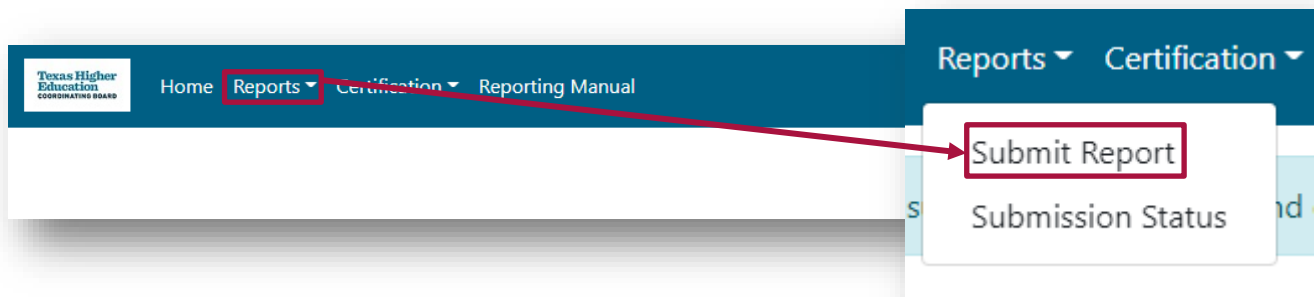 Texas Higher
Education
COORDINATING BOARD
Home Reports Certification Reporting Manual
Reports Certification
Submit Report
Submission Status